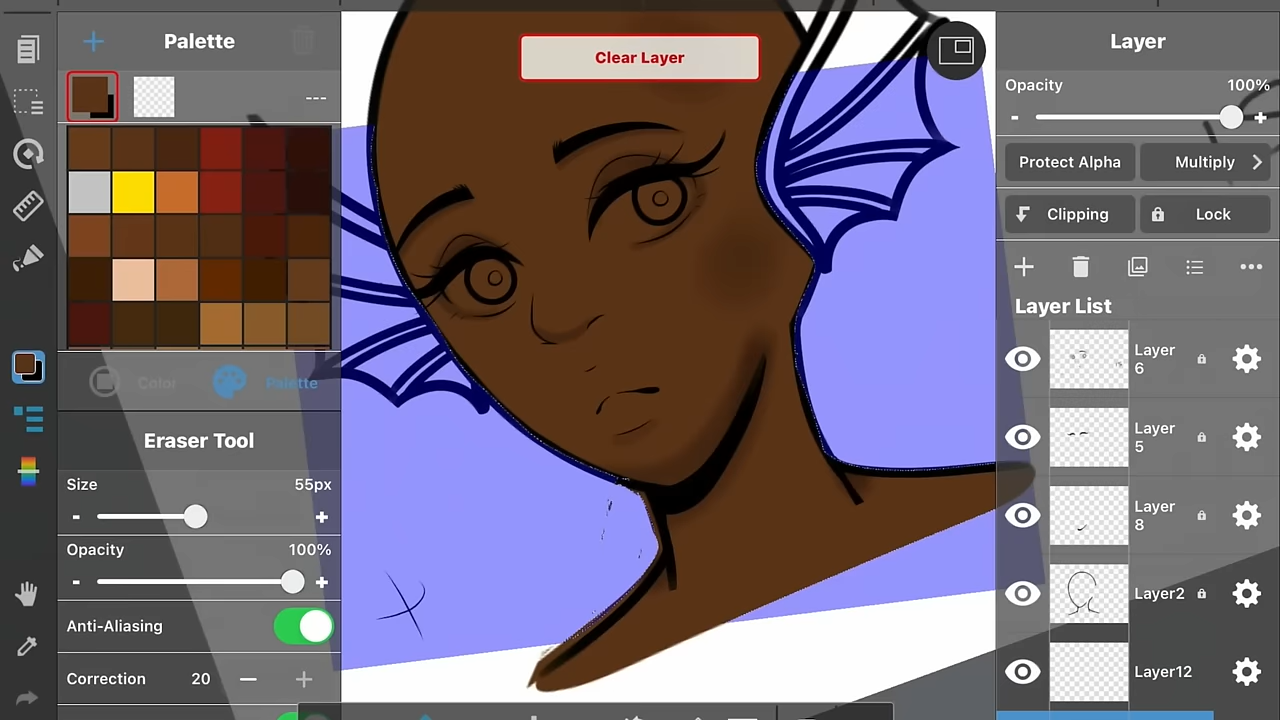 Palette
Clear Layer
Layer
---
Opacity
100%
-
+
Protect Alpha
Multiply
Clipping
Lock
Layer List
Layer
6
Layer
5
Layer
8
Layer2
Layer12
Color
Palette
Eraser Tool
Size
55px
-
+
Opacity
100%
-
+
Anti-Aliasing
Correction
20